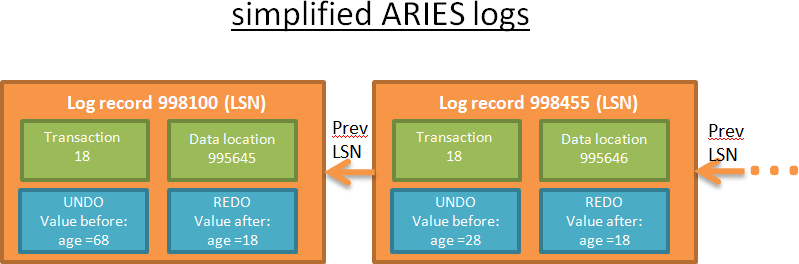 simplified ARIES logs
Log record 998100 (LSN)
Transaction
18
Data location
995645
UNDO
Value before:
age =68
REDO
Value after:
age =18
Prev
LSN
Log record 998455 (LSN)
Transaction
18
Data location
995646
UNDO
Value before:
age =28
REDO
Value after:
age =18
Prev
LSN